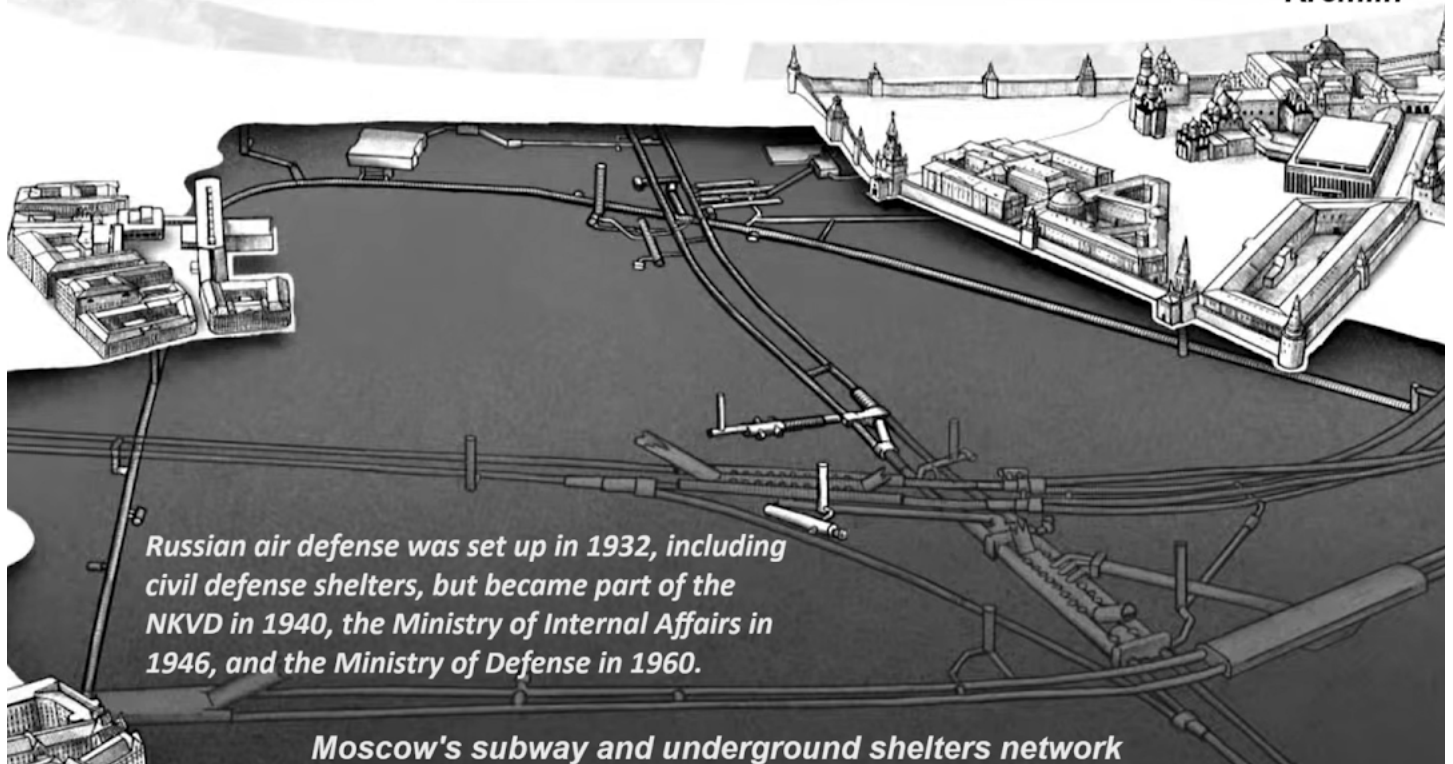 Russian air defense was set up in 1932, including
civil defense shelters, but became part of the
NKVD in 1940, the Ministry of Internal Affairs in
1946, and the Ministry of Defense in 1960.
Moscow's subway and underground shelters network